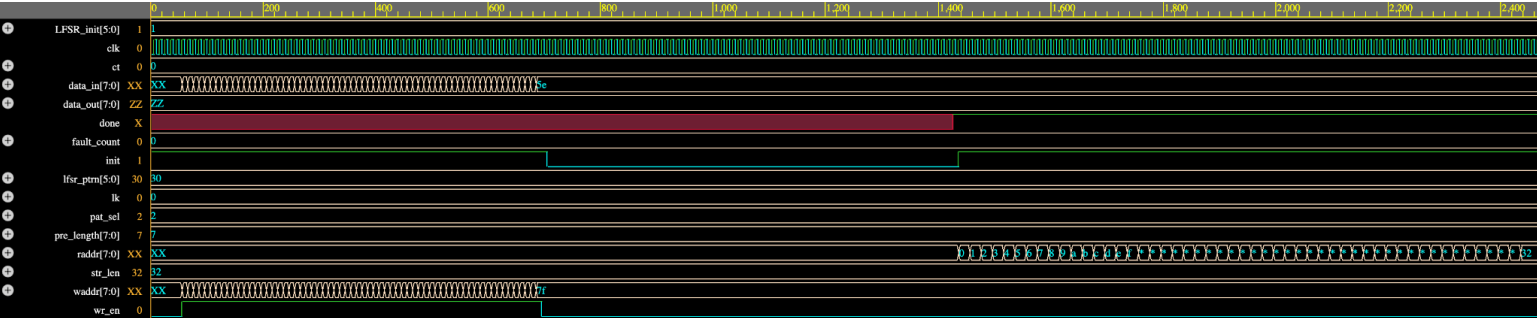 0 200 400 600 800 1,000 1,200 1,400 1,600 1,800 2,000 2,200 2,400
LFSR_init[5:0] 1 1
clk 0
ct 0 0
data_in[7:0] XX XX 5e
data_out[7:0] ZZ ZZ
done X
fault_count 0 0
init 1
lfsr_ptrn[5:0] 30 30
lk 0 0
pat_sel 2 2
pre_length[7:0] 7 7
raddr[7:0] XX XX 0 1 2 3 4 5 6 7 8 9 a b c d e f * * * * * * * * * * * * * * * * * * * * * * * * * * * * * * * * * * 32
str_len 32 32
waddr[7:0] XX XX 7f
wr_en 0